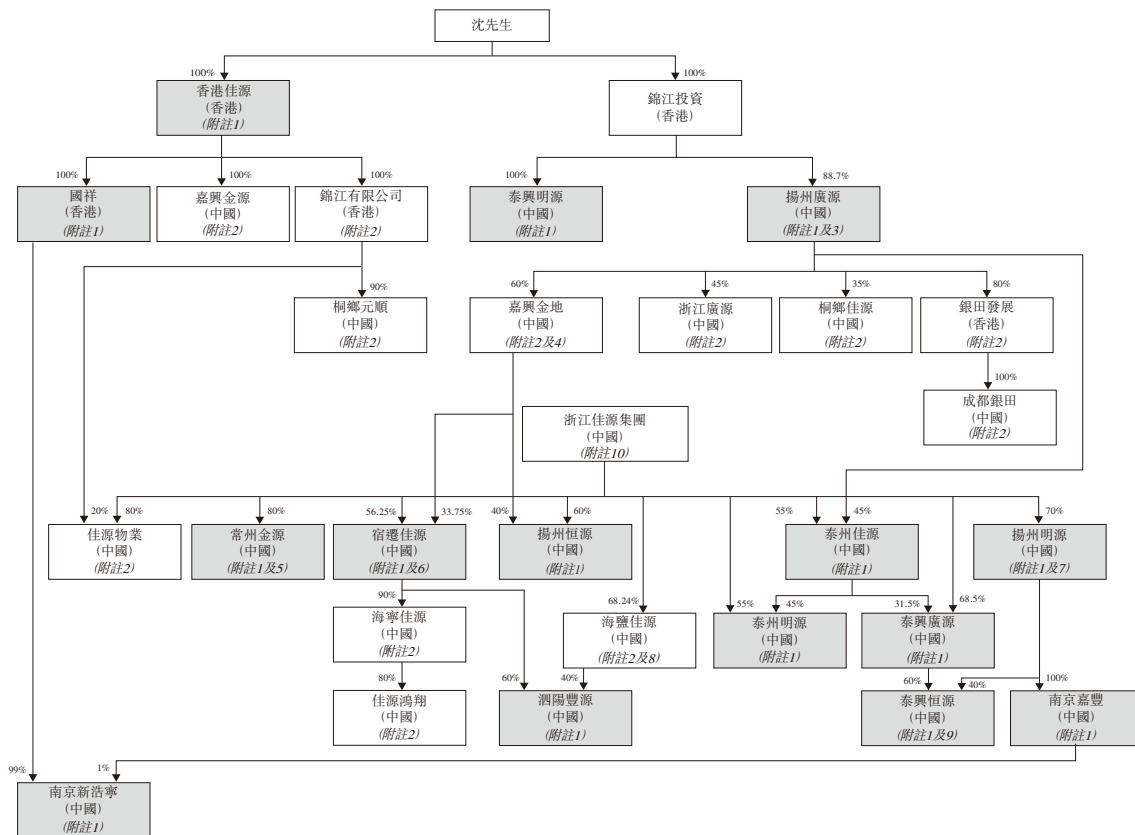 沈先生
100%
100%
香港佳源
(香港)
(附註1)
錦江投資
(香港)
100%
100%
100%
100%
88.7%
國祥
(香港)
(附註1)
嘉興金源
(中國)
(附註2)
錦江有限公司
(香港)
(附註2)
泰興明源
(中國)
(附註1)
揚州廣源
(中國)
(附註1及3)
90%
60%
45%
35%
80%
桐鄉元順
(中國)
(附註2)
嘉興金地
(中國)
(附註2及4)
浙江廣源
(中國)
(附註2)
桐鄉佳源
(中國)
(附註2)
銀田發展
(香港)
(附註2)
100%
成都銀田
(中國)
(附註2)
浙江佳源集團
(中國)
(附註10)
20%
80%
80%
56.25%
33.75%
40%
60%
55%
45%
70%
佳源物業
(中國)
(附註2)
常州金源
(中國)
(附註1及5)
宿遷佳源
(中國)
(附註1及6)
揚州恒源
(中國)
(附註1)
泰州佳源
(中國)
(附註1)
揚州明源
(中國)
(附註1及7)
90%
68.24%
55%
45%
31.5%
68.5%
海寧佳源
(中國)
(附註2)
海鹽佳源
(中國)
(附註2及8)
泰州明源
(中國)
(附註1)
泰興廣源
(中國)
(附註1)
80%
60%
40%
60%
40%
100%
佳源鴻翔
(中國)
(附註2)
泗陽豐源
(中國)
(附註1)
泰興恒源
(中國)
(附註1及9)
南京嘉豐
(中國)
(附註1)
99%
1%
南京新浩寧
(中國)
(附註1)